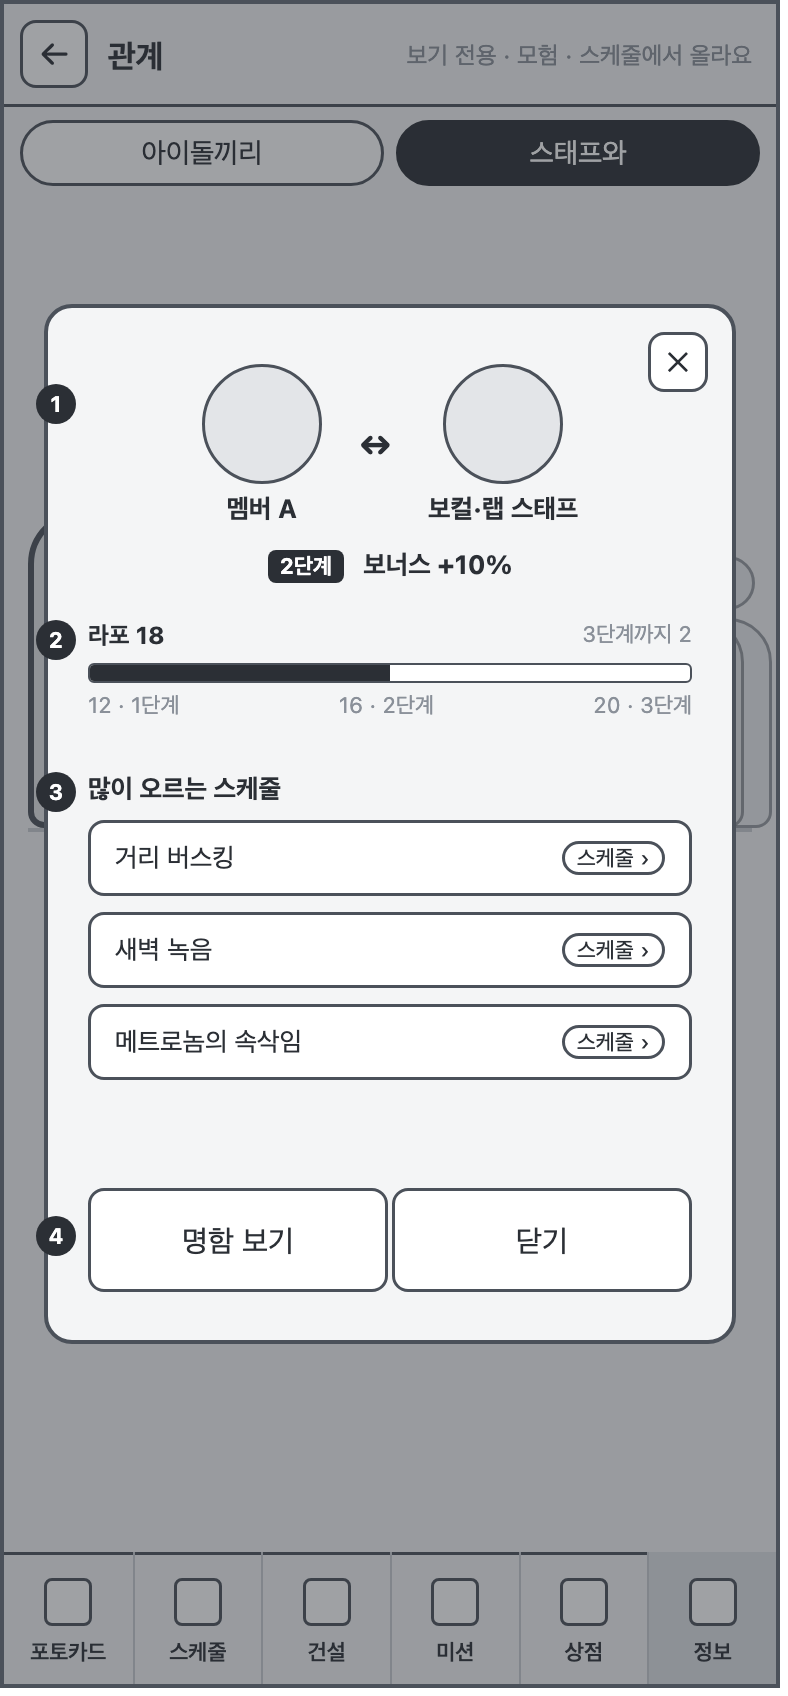 관계
보기 전용 · 모험 · 스케줄에서 올라요
아이돌끼리
스태프와
1
멤버 A
보컬·랩 스태프
2단계 보너스 +10%
2
라포 18
3단계까지 2
12 · 1단계
16 · 2단계
20 · 3단계
3
많이 오르는 스케줄
거리 버스킹
스케줄 ›
새벽 녹음
스케줄 ›
메트로놈의 속삭임
스케줄 ›
4
명함 보기
닫기
포토카드
스케줄
건설
미션
상점
정보